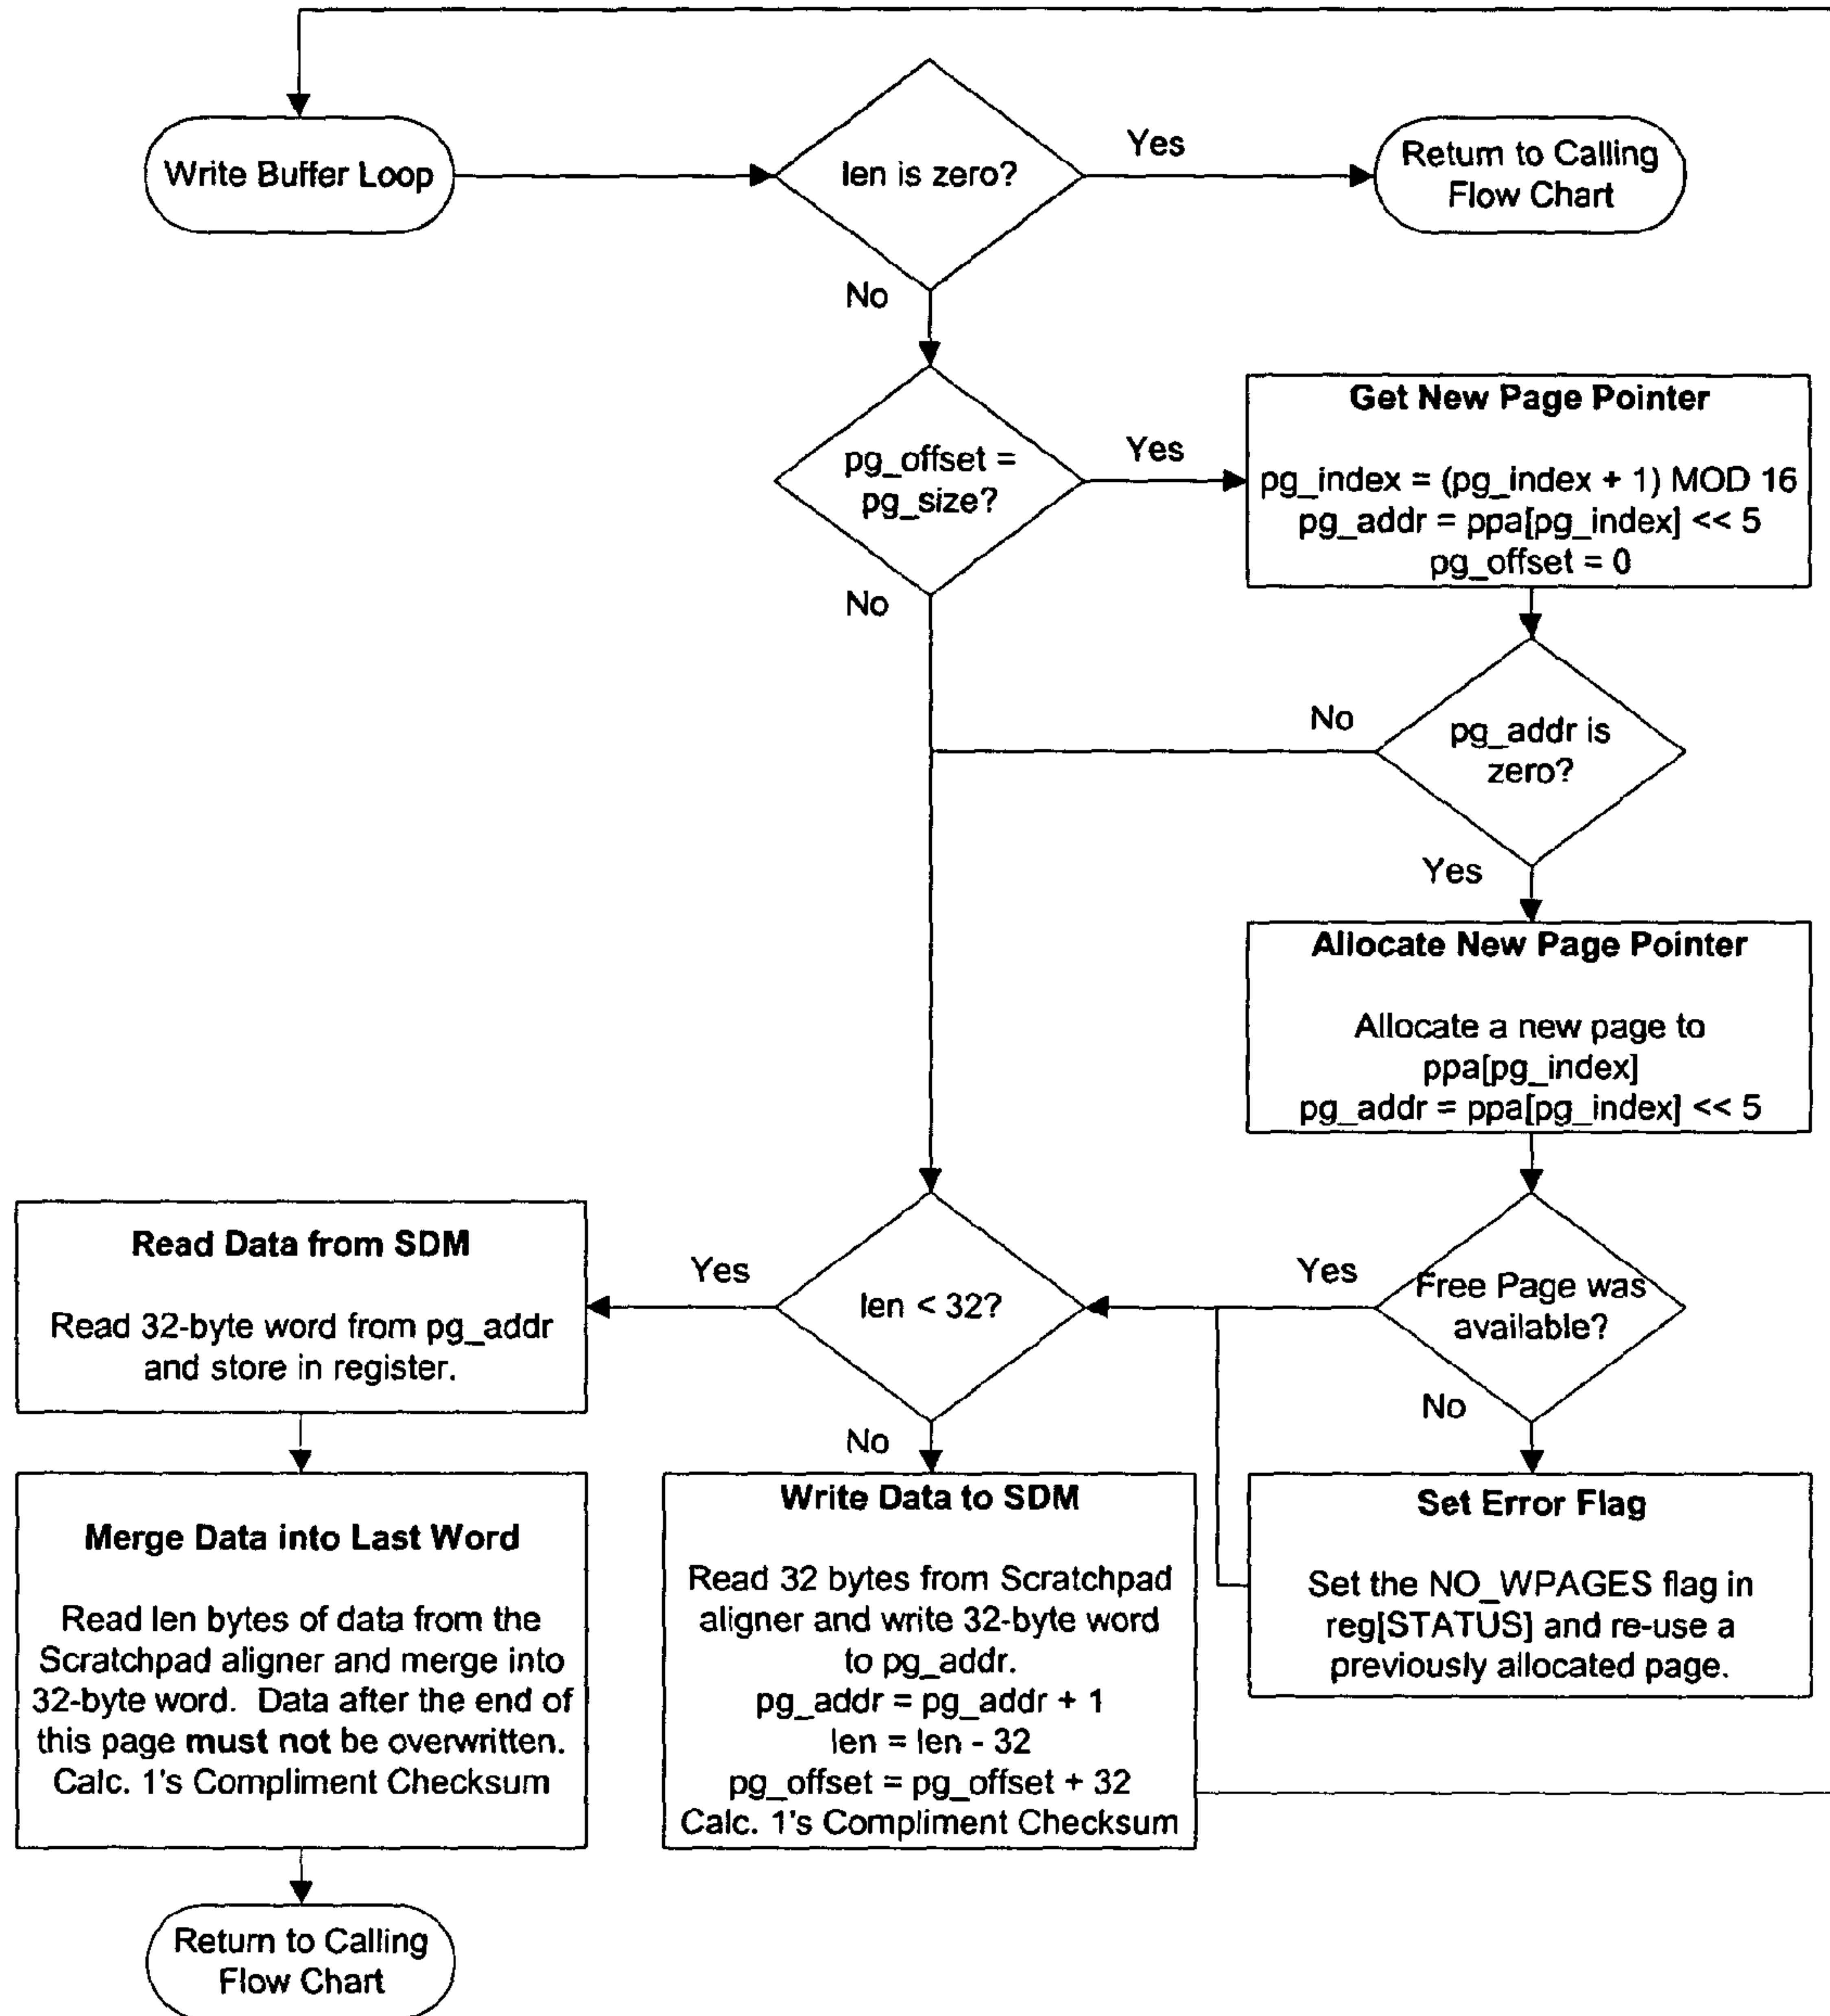 Write Buffer Loop
len is zero?
Yes
Return to Calling
Flow Chart
No
pg_offset =
pg_size?
Yes
Get New Page Pointer
pg_index = (pg_index + 1) MOD 16
pg_addr = ppa[pg_index] << 5
pg_offset = 0
No
No
pg_addr is
zero?
Yes
Allocate New Page Pointer
Allocate a new page to
ppa[pg_index]
pg_addr = ppa[pg_index] << 5
Read Data from SDM
Read 32-byte word from pg_addr
and store in register.
Yes
len < 32?
Yes
Free Page was
available?
No
No
Merge Data into Last Word
Read len bytes of data from the
Scratchpad aligner and merge into
32-byte word. Data after the end of
this page must not be overwritten.
Calc. 1's Compliment Checksum
Write Data to SDM
Read 32 bytes from Scratchpad
aligner and write 32-byte word
to pg_addr.
pg_addr = pg_addr + 1
len = len - 32
pg_offset = pg_offset + 32
Calc. 1's Compliment Checksum
Set Error Flag
Set the NO_WPAGES flag in
reg[STATUS] and re-use a
previously allocated page.
Return to Calling
Flow Chart